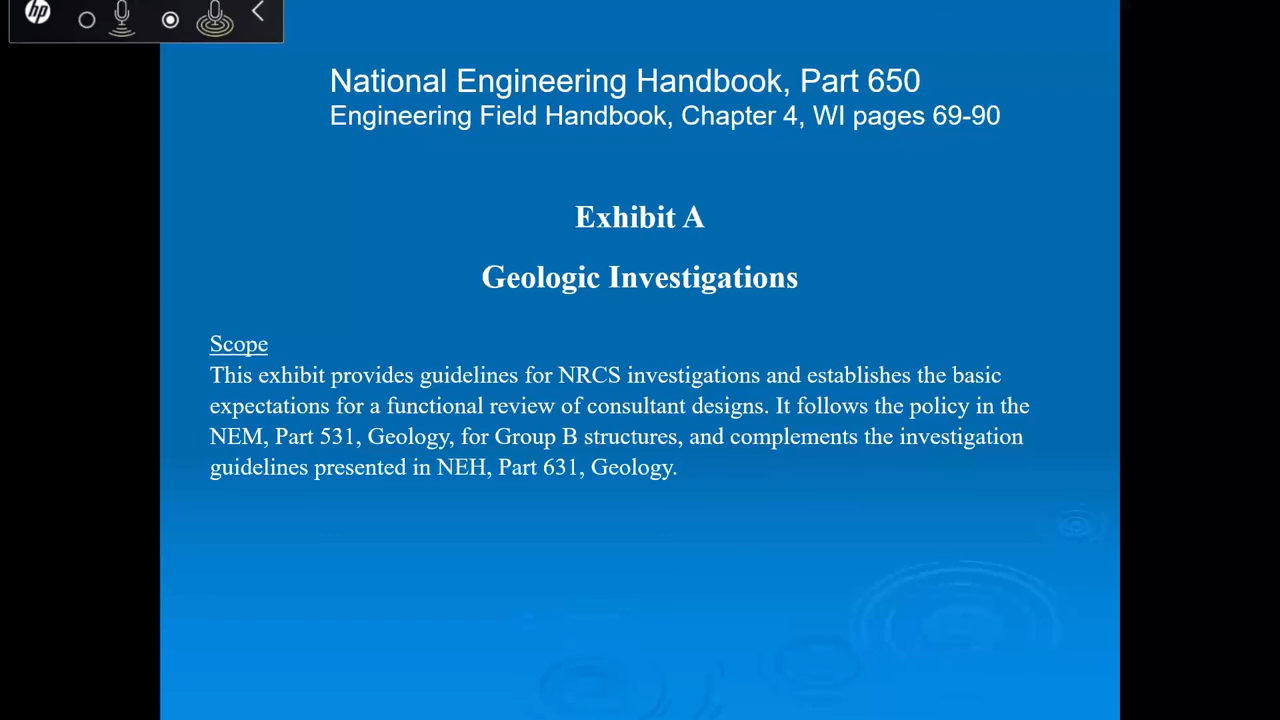 hp
National Engineering Handbook, Part 650
Engineering Field Handbook, Chapter 4, WI pages 69-90
Exhibit A
Geologic Investigations
Scope
This exhibit provides guidelines for NRCS investigations and establishes the basic
expectations for a functional review of consultant designs. It follows the policy in the
NEM, Part 531, Geology, for Group B structures, and complements the investigation
guidelines presented in NEH, Part 631, Geology.